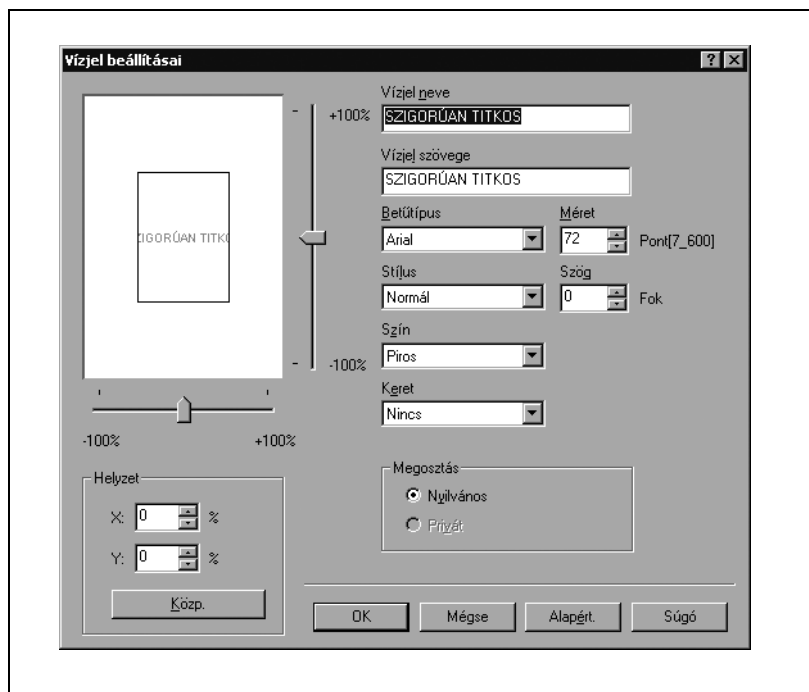 Vízjel beállításai
ZIGORÚAN TITKO
+100%
-100%
-100%
+100%
Helyzet
X: 0 %
Y: 0 %
Közp.
Vízjel neve
SZIGORÚAN TITKOS
Vízjel szövege
SZIGORÚAN TITKOS
Betűtípus
Méret
Arial
72
Pont[7_600]
Stílus
Szög
Normál
0
Fok
Szín
Piros
Keret
Nincs
Megosztás
Nyilvános
Privát
OK
Mégse
Alapért.
Súgó